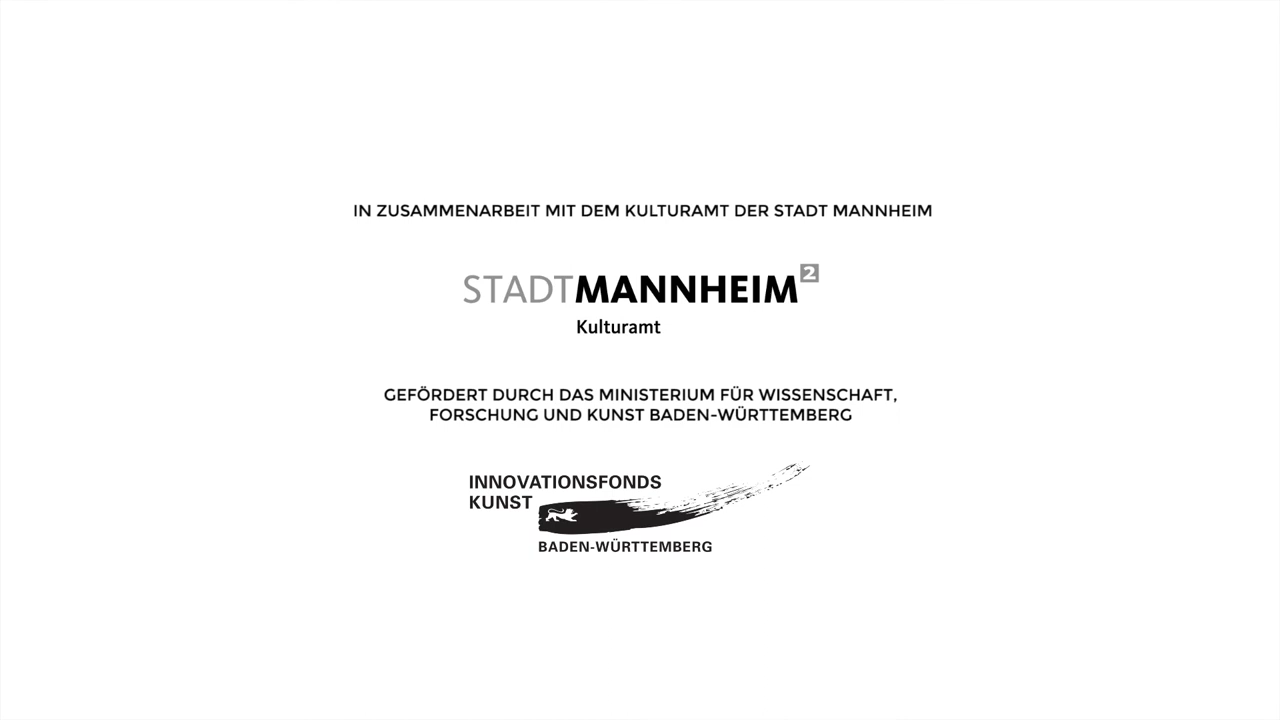 IN ZUSAMMENARBEIT MIT DEM KULTURAMT DER STADT MANNHEIM
STADTMANNHEIM²
Kulturamt
GEFÖRDERT DURCH DAS MINISTERIUM FÜR WISSENSCHAFT,
FORSCHUNG UND KUNST BADEN-WÜRTTEMBERG
INNOVATIONSFONDS
KUNST
BADEN-WÜRTTEMBERG